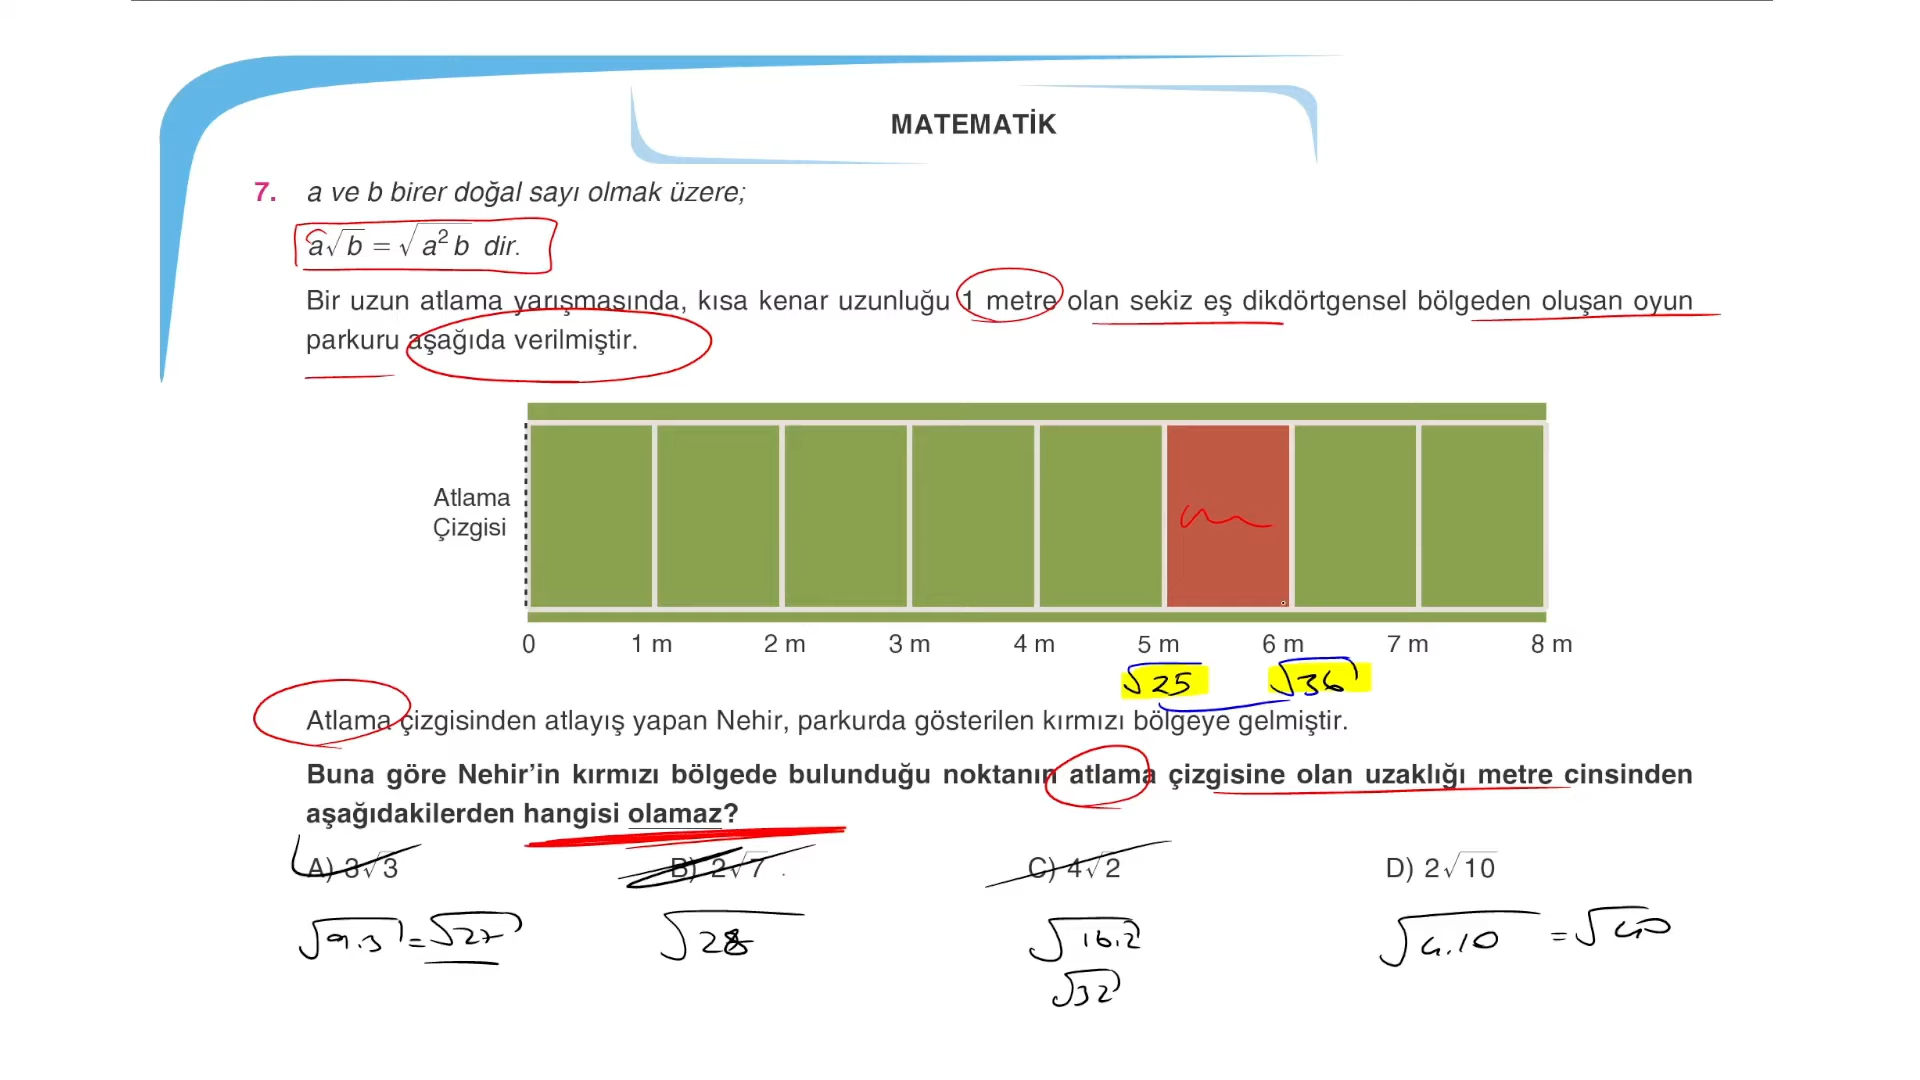 MATEMATİK
7. a ve b birer doğal sayı olmak üzere;
a√b = √a²b dir.
Bir uzun atlama yarışmasında, kısa kenar uzunluğu 1 metre olan sekiz eş dikdörtgensel bölgeden oluşan oyun
parkuru aşağıda verilmiştir.
Atlama
Çizgisi
0 1 m 2 m 3 m 4 m 5 m 6 m 7 m 8 m
√25 √36
Atlama çizgisinden atlayış yapan Nehir, parkurda gösterilen kırmızı bölgeye gelmiştir.
Buna göre Nehir'in kırmızı bölgede bulunduğu noktanın atlama çizgisine olan uzaklığı metre cinsinden
aşağıdakilerden hangisi olamaz?
A) 3√3 B) 2√7 C) 4√2 D) 2√10
√9.3 = √27 √28 √16.2 √4.10 = √40
√32